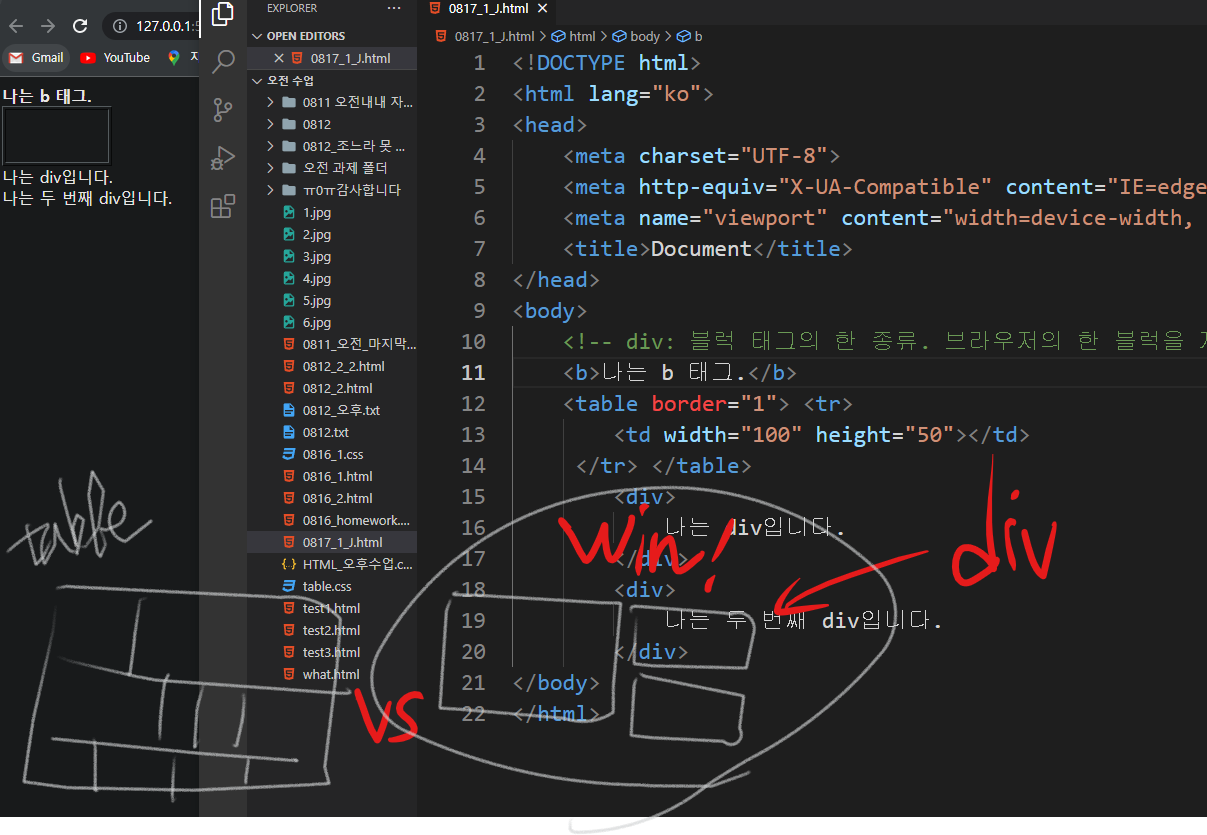 127.0.0.1:5
Gmail
YouTube
지
나는 b 태그.
나는 div입니다.
나는 두 번째 div입니다.
EXPLORER
OPEN EDITORS
0817_1_J.html
오전 수업
0811 오전내내 자...
0812
0812_조느라 못 ...
오전 과제 폴더
ㅠ0ㅠ감사합니다
1.jpg
2.jpg
3.jpg
4.jpg
5.jpg
6.jpg
0811_오전_마지막...
0812_2_2.html
0812_2.html
0812_오후.txt
0812.txt
0816_1.css
0816_1.html
0816_2.html
0816_homework....
0817_1_J.html
HTML_오후수업.c...
table.css
test1.html
test2.html
test3.html
what.html
0817_1_J.html
0817_1_J.html > html > body > b
1 <!DOCTYPE html>
2 <html lang="ko">
3 <head>
4 <meta charset="UTF-8">
5 <meta http-equiv="X-UA-Compatible" content="IE=edge
6 <meta name="viewport" content="width=device-width,
7 <title>Document</title>
8 </head>
9 <body>
10 <!-- div: 블럭 태그의 한 종류. 브라우저의 한 블럭을 
11 <b>나는 b 태그.</b>
12 <table border="1"> <tr>
13 <td width="100" height="50"></td>
14 </tr> </table>
15 <div>
16 나는 div입니다.
17 </div>
18 <div>
19 나는 두 번째 div입니다.
20 </div>
21 </body>
22 </html>
table
vs
win!
div